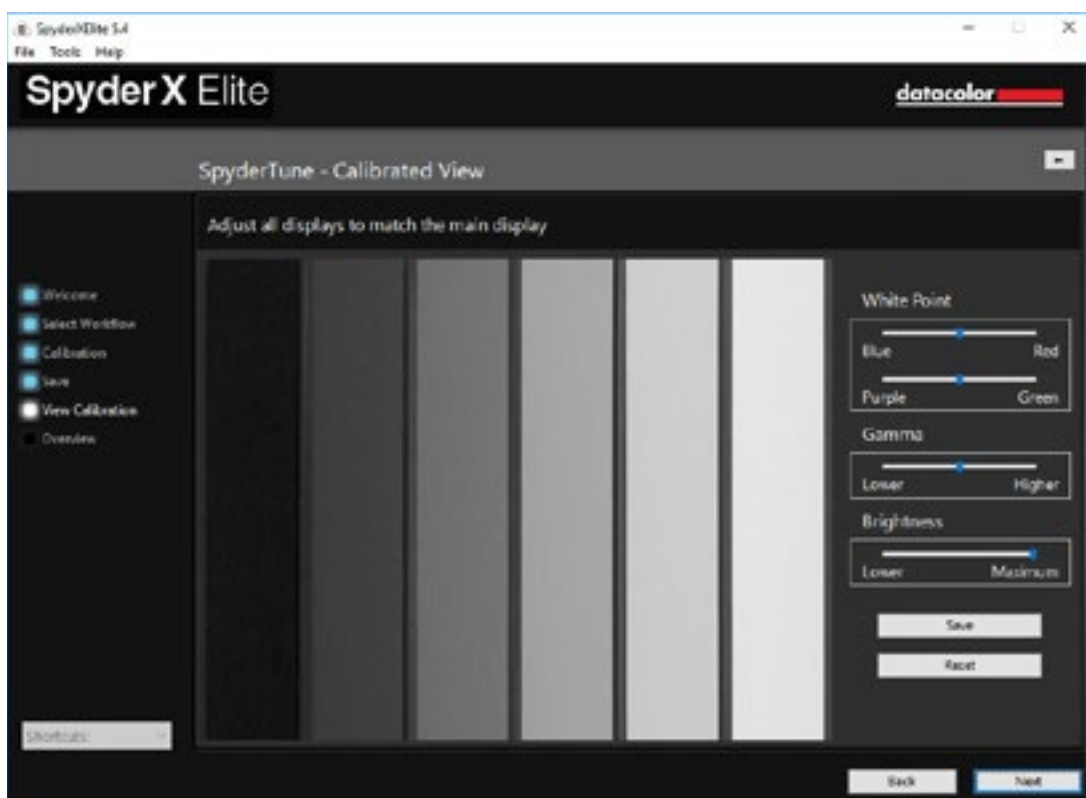 SpyderXElite 5.4
File Tools Help
SpyderX Elite
datacolor
SpyderTune - Calibrated View
Adjust all displays to match the main display
Welcome
Select Workflow
Calibration
Save
View Calibration
Overview
Shortcuts:
White Point
Blue Red
Purple Green
Gamma
Lower Higher
Brightness
Lower Maximum
Save
Reset
Back Next